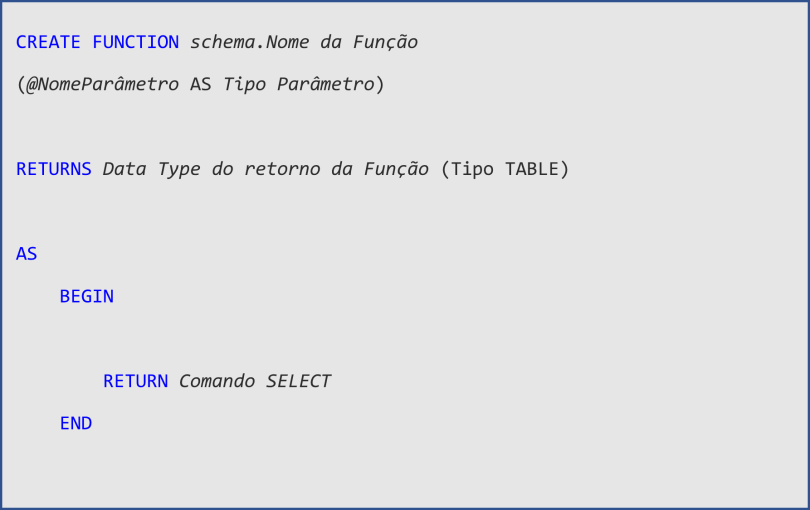 CREATE FUNCTION schema.Nome da Função
(@NomeParâmetro AS Tipo Parâmetro)
RETURNS Data Type do retorno da Função (Tipo TABLE)
AS
BEGIN
RETURN Comando SELECT
END